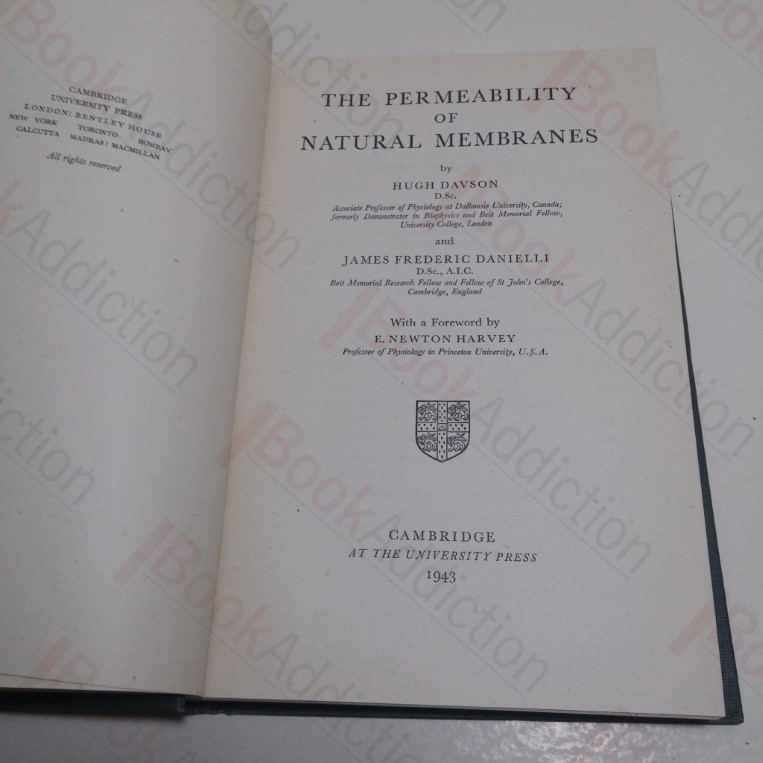 CAMBRIDGE
UNIVERSITY PRESS
LONDON: BENTLEY HOUSE
NEW YORK TORONTO BOMBAY
CALCUTTA MADRAS: MACMILLAN
All rights reserved
THE PERMEABILITY
OF
NATURAL MEMBRANES
by
HUGH DAVSON
D.Sc.
Associate Professor of Physiology at Dalhousie University, Canada;
formerly Demonstrator in Biophysics and Beit Memorial Fellow,
University College, London
and
JAMES FREDERIC DANIELLI
D.Sc., A.I.C.
Beit Memorial Research Fellow and Fellow of St John's College,
Cambridge, England
With a Foreword by
E. NEWTON HARVEY
Professor of Physiology in Princeton University, U.S.A.
CAMBRIDGE
AT THE UNIVERSITY PRESS
1943
BookAddiction